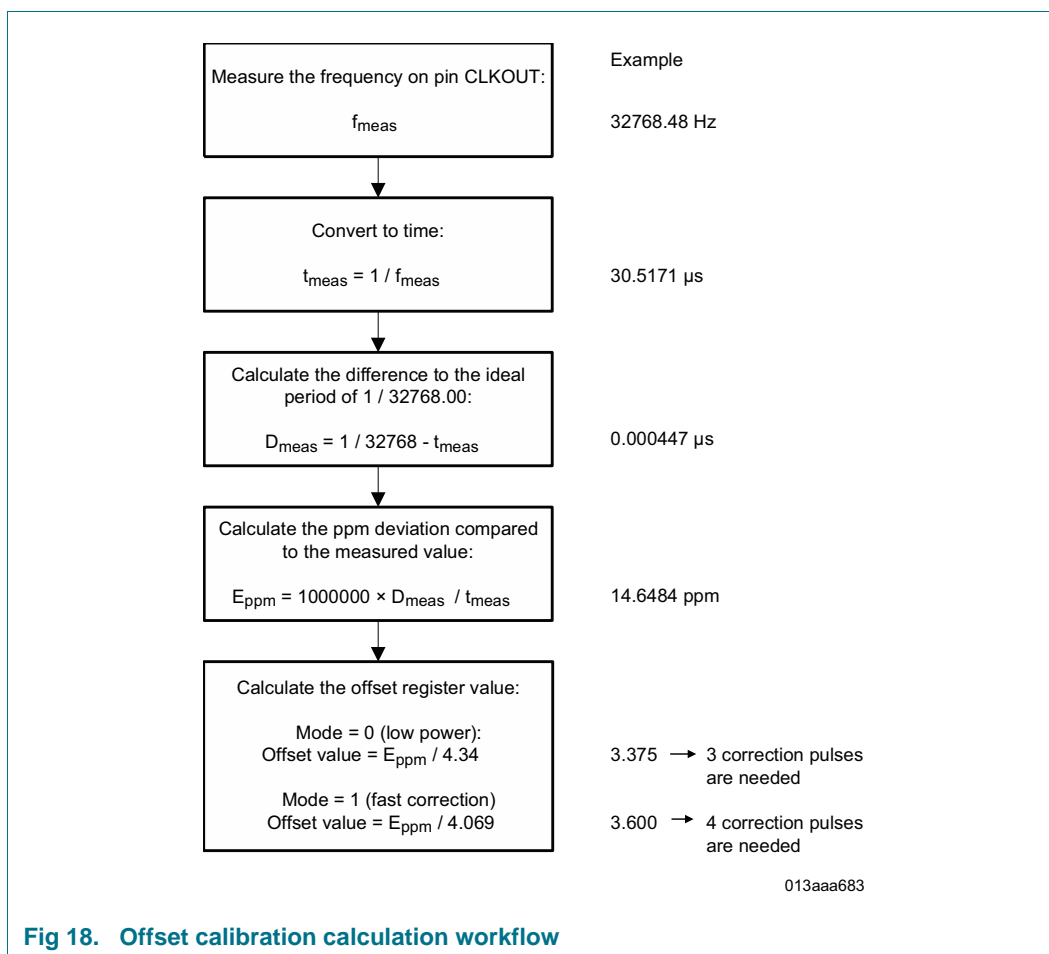 Measure the frequency on pin CLKOUT:
fmeas
Example
32768.48 Hz
Convert to time:
tmeas = 1 / fmeas
30.5171 µs
Calculate the difference to the ideal
period of 1 / 32768.00:
Dmeas = 1 / 32768 - tmeas
0.000447 µs
Calculate the ppm deviation compared
to the measured value:
Eppm = 1000000 × Dmeas / tmeas
14.6484 ppm
Calculate the offset register value:
Mode = 0 (low power):
Offset value = Eppm / 4.34
3.375 → 3 correction pulses
are needed
Mode = 1 (fast correction)
Offset value = Eppm / 4.069
3.600 → 4 correction pulses
are needed
013aaa683
Fig 18. Offset calibration calculation workflow